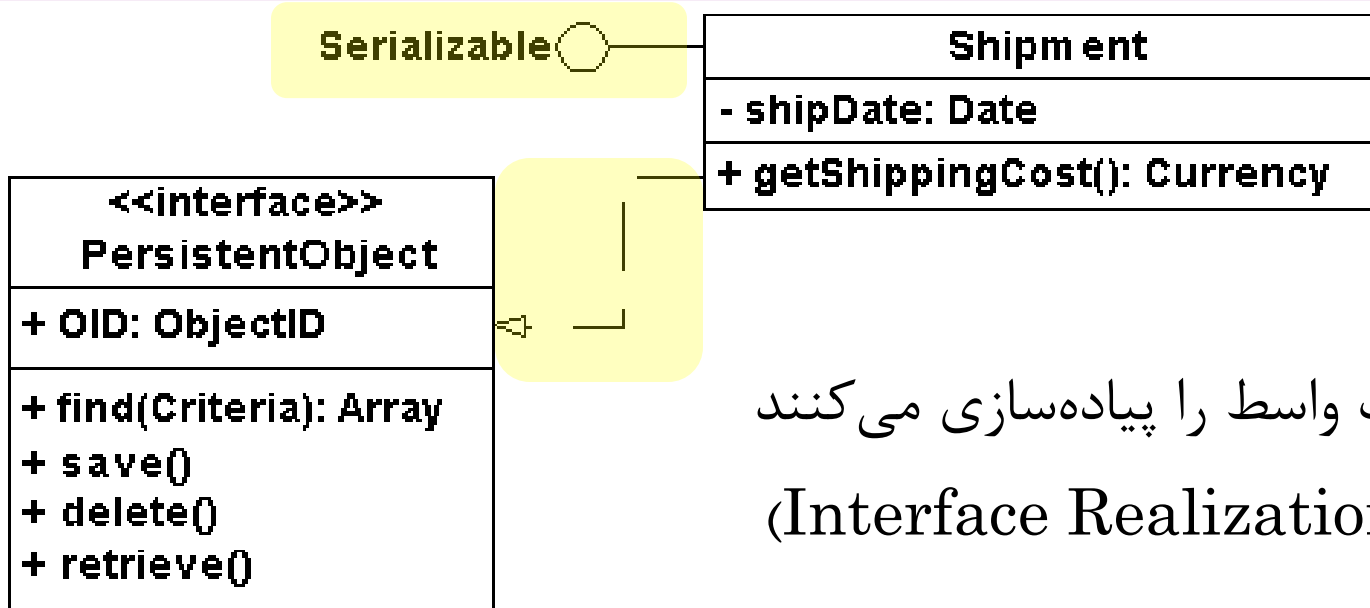 Serializable
Shipment
- shipDate: Date
+ getShippingCost(): Currency
<<interface>>
PersistentObject
+ OID: ObjectID
+ find(Criteria): Array
+ save()
+ delete()
+ retrieve()
واسط را پیاده‌سازی می‌کنند
(Interface